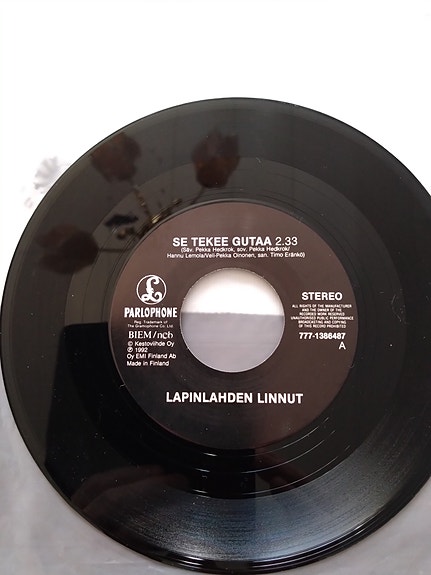 SE TEKEE GUTAA 2.33
(Säv. Pekka Hedkrok, sov. Pekka Hedkrok/
Hannu Lemola/Veli-Pekka Oinonen, san. Timo Eränkö)
£
PARLOPHONE
Reg. Trademark of
The Gramophone Co. Ltd.
BIEM/ncb
© Kestoviihde Oy
℗ 1992
Oy EMI Finland Ab
Made in Finland
STEREO
ALL RIGHTS OF THE MANUFACTURER
AND THE OWNER OF THE
RECORDED WORK RESERVED
UNAUTHORISED PUBLIC PERFORMANCE
BROADCASTING AND COPYING
OF THIS RECORD PROHIBITED
777-1386487
A
LAPINLAHDEN LINNUT